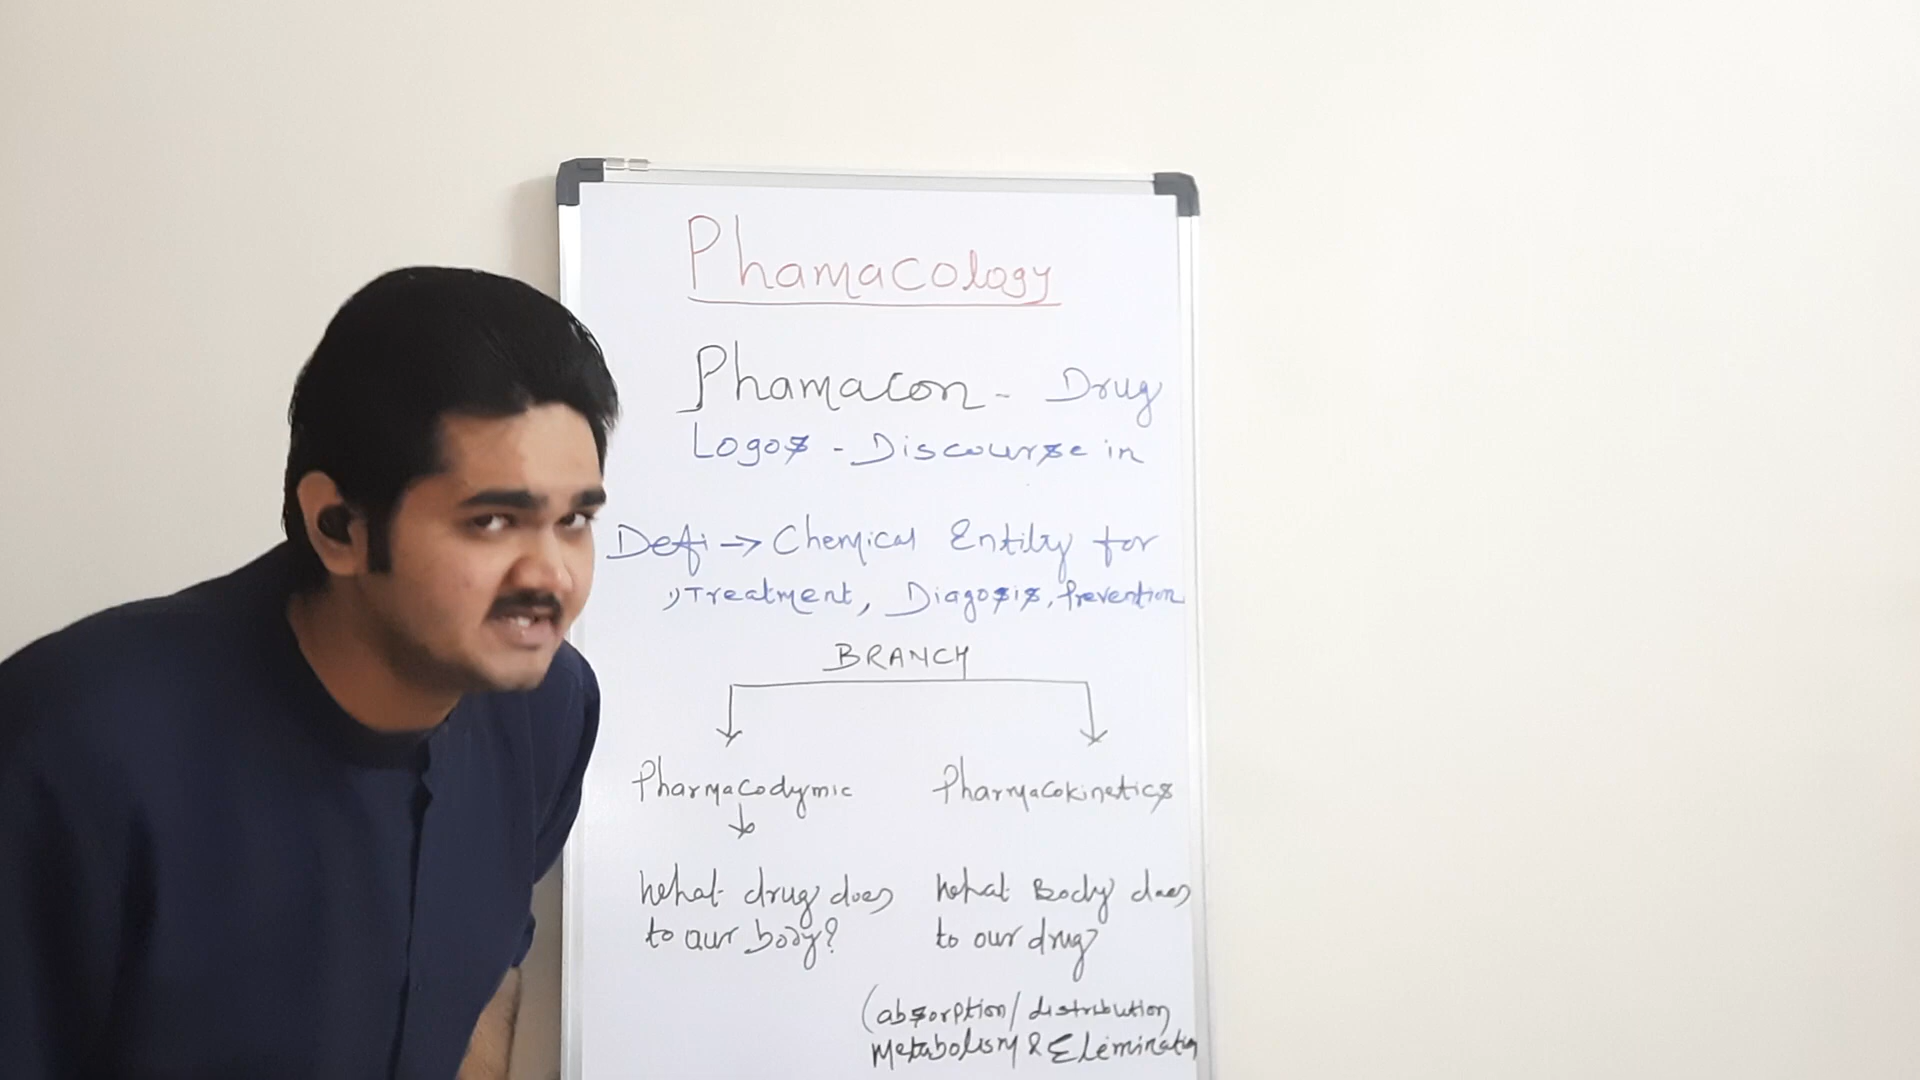 Phamacology
Phamacon - Drug
Logos - Discourse in
Defi → Chemical Entity for
1) Treatment, Diagosis, Prevention
BRANCH
Pharmacodymic Pharmacokinetics
What drug does
to our body?
What Body does
to our drug?
(absorption/distribution
Metabolism & Elemination